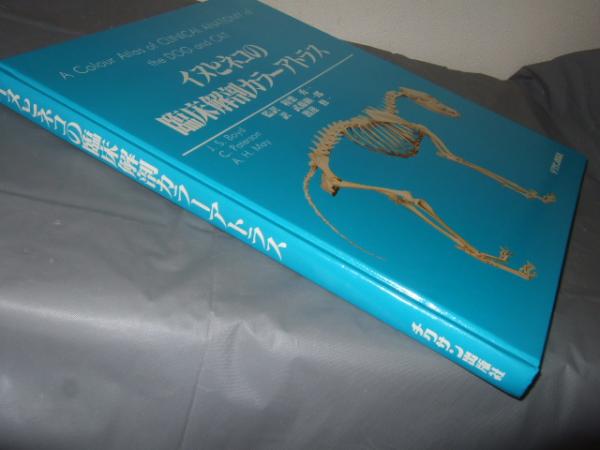 A Colour Atlas of CLINICAL ANATOMY of
the DOG and CAT
イヌとネコの
臨床解剖カラーアトラス
J. S. Boyd
C. Paterson
A. H. May
イヌとネコの臨床解剖カラーアトラス
チクサン出版社